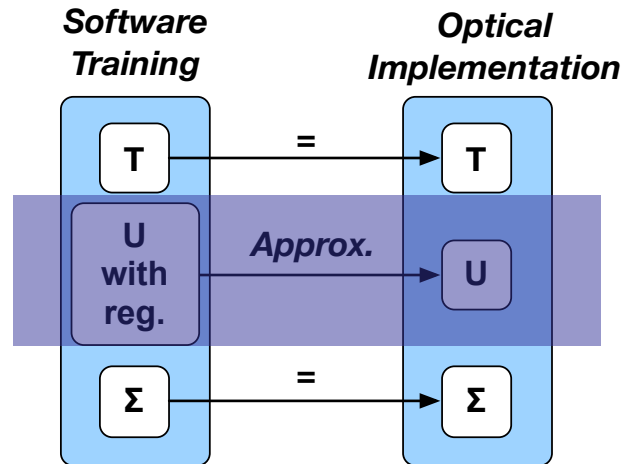 Software
Training
Optical
Implementation
T
=
T
U
with
reg.
Approx.
U
Σ
=
Σ